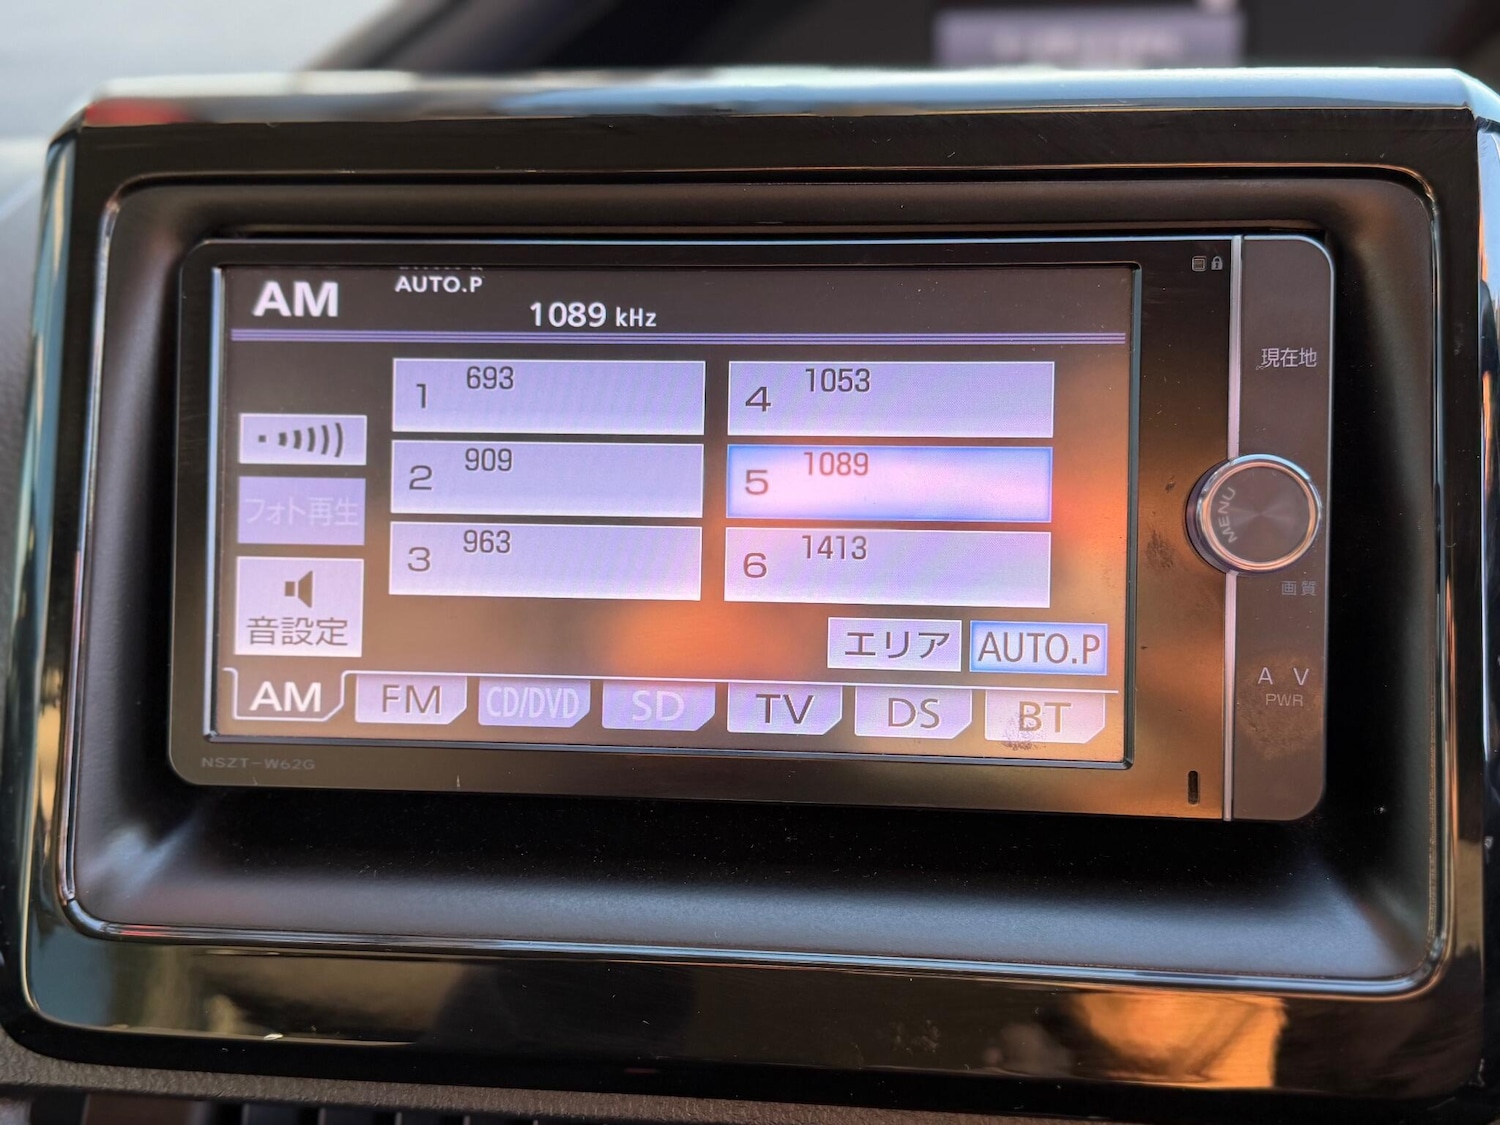 AM
AUTO.P
1089 kHz
1 693
4 1053
2 909
5 1089
3 963
6 1413
フォト再生
音設定
エリア
AUTO.P
AM
FM
CD/DVD
SD
TV
DS
BT
NSZT-W62G
現在地
MENU
画質
A V
PWR